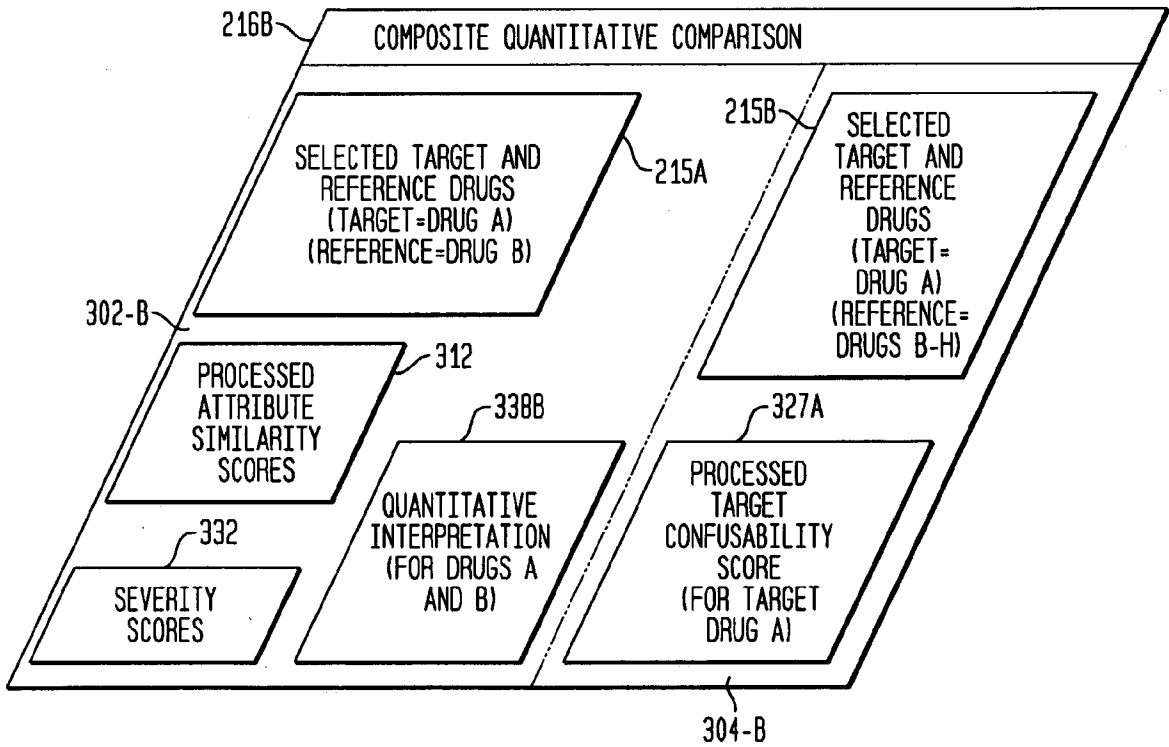 216B
COMPOSITE QUANTITATIVE COMPARISON
SELECTED TARGET AND
REFERENCE DRUGS
(TARGET=DRUG A)
(REFERENCE=DRUG B)
215A
215B
SELECTED
TARGET AND
REFERENCE
DRUGS
(TARGET=
DRUG A)
(REFERENCE=
DRUGS B-H)
302-B
PROCESSED
ATTRIBUTE
SIMILARITY
SCORES
312
338B
QUANTITATIVE
INTERPRETATION
(FOR DRUGS A
AND B)
327A
PROCESSED
TARGET
CONFUSABILITY
SCORE
(FOR TARGET
DRUG A)
332
SEVERITY
SCORES
304-B